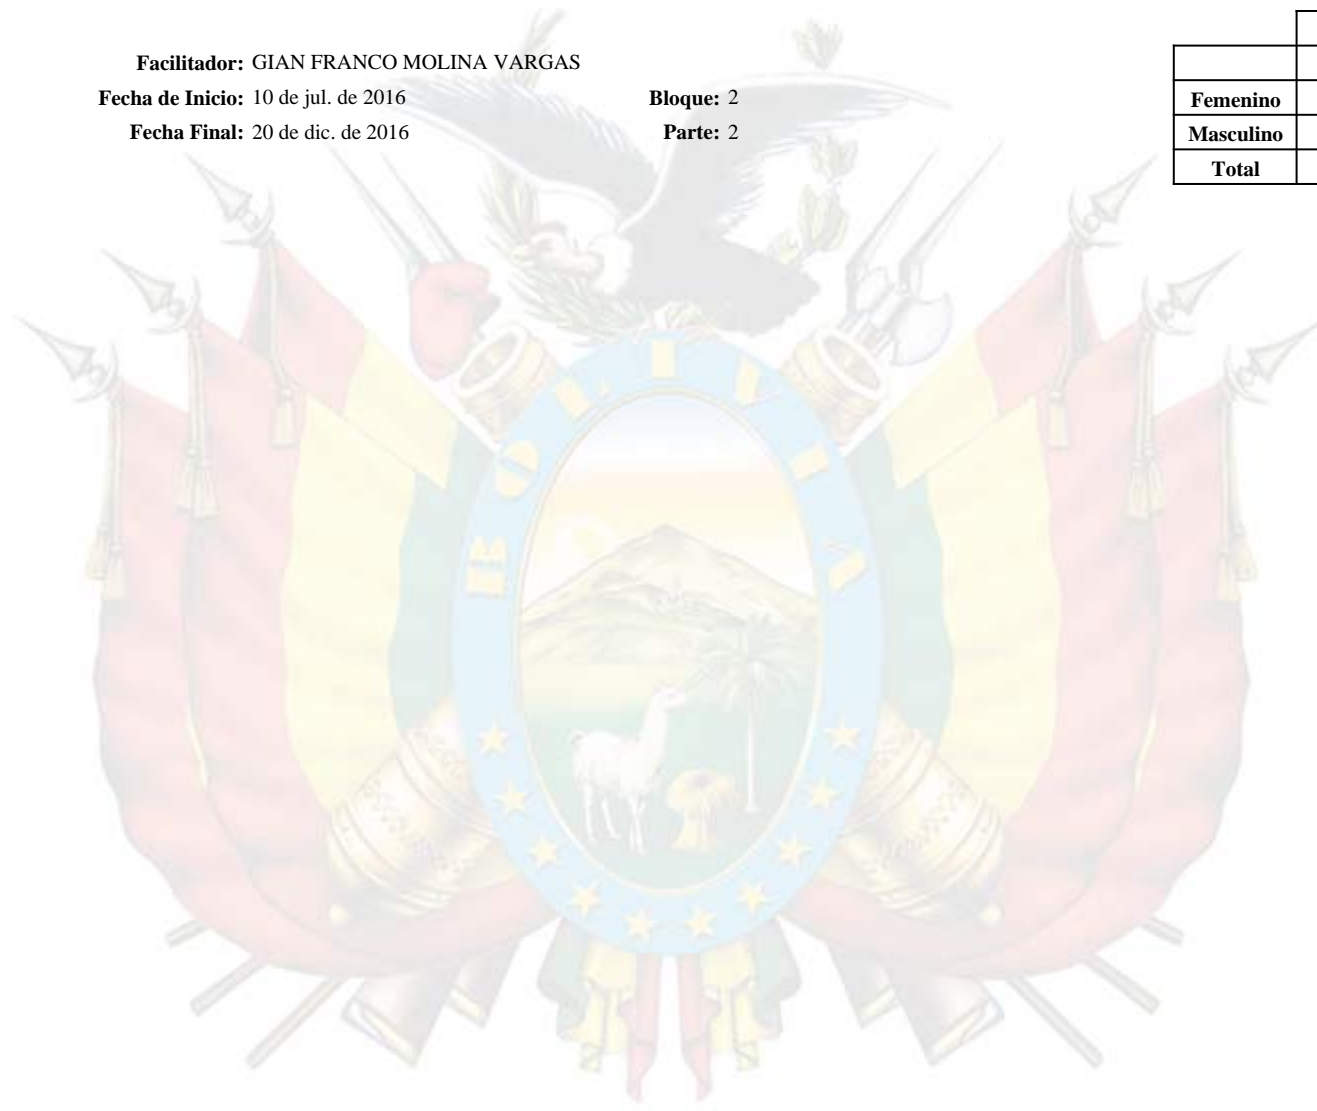 Facilitador: GIAN FRANCO MOLINA VARGAS
Fecha de Inicio: 10 de jul. de 2016 Bloque: 2
Fecha Final: 20 de dic. de 2016 Parte: 2
Femenino
Masculino
Total
BOLIVIA